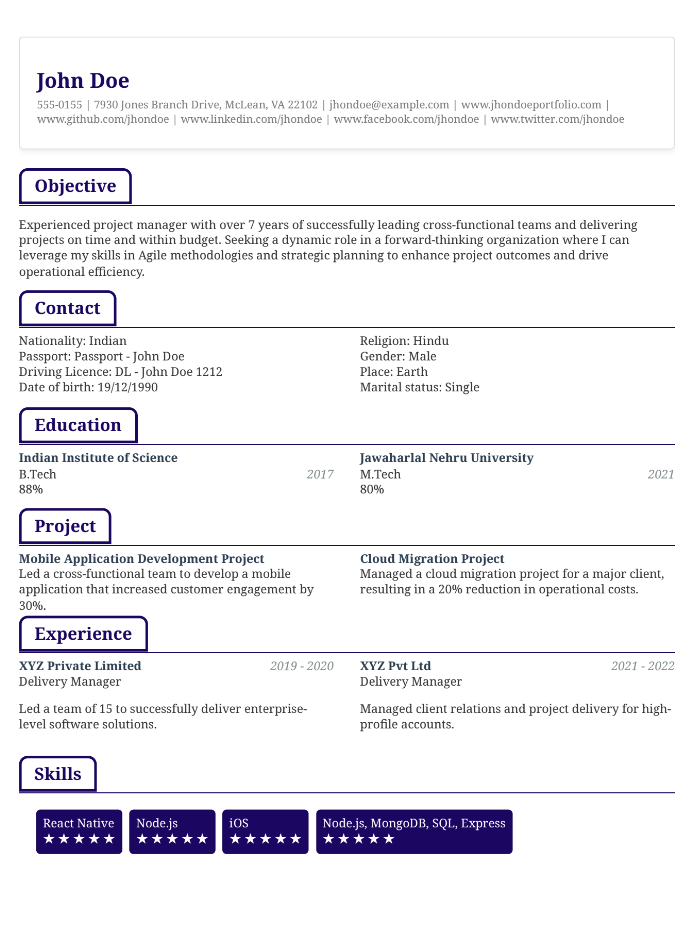 John Doe
555-0155 | 7930 Jones Branch Drive, McLean, VA 22102 | jhondoe@example.com | www.jhondoeportfolio.com |
www.github.com/jhondoe | www.linkedin.com/jhondoe | www.facebook.com/jhondoe | www.twitter.com/jhondoe
Objective
Experienced project manager with over 7 years of successfully leading cross-functional teams and delivering
projects on time and within budget. Seeking a dynamic role in a forward-thinking organization where I can
leverage my skills in Agile methodologies and strategic planning to enhance project outcomes and drive
operational efficiency.
Contact
Nationality: Indian
Passport: Passport - John Doe
Driving Licence: DL - John Doe 1212
Date of birth: 19/12/1990
Religion: Hindu
Gender: Male
Place: Earth
Marital status: Single
Education
Indian Institute of Science
B.Tech 2017
88%
Jawaharlal Nehru University
M.Tech 2021
80%
Project
Mobile Application Development Project
Led a cross-functional team to develop a mobile
application that increased customer engagement by
30%.
Cloud Migration Project
Managed a cloud migration project for a major client,
resulting in a 20% reduction in operational costs.
Experience
XYZ Private Limited 2019 - 2020
Delivery Manager
Led a team of 15 to successfully deliver enterprise-
level software solutions.
XYZ Pvt Ltd 2021 - 2022
Delivery Manager
Managed client relations and project delivery for high-
profile accounts.
Skills
React Native
★★★★★
Node.js
★★★★★
iOS
★★★★★
Node.js, MongoDB, SQL, Express
★★★★★